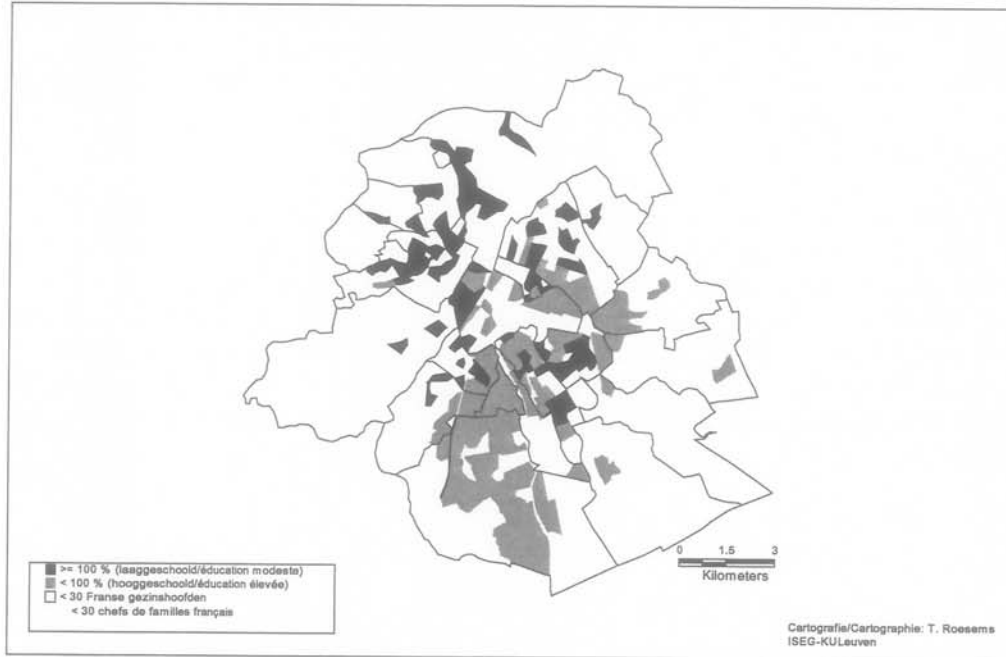 >= 100 % (laaggeschoold/éducation modeste)
< 100 % (hooggeschoold/éducation élevée)
< 30 Franse gezinshoofden
< 30 chefs de familles français
0 1.5 3
Kilometers
Cartografie/Cartographie: T. Roesems
ISEG-KULeuven